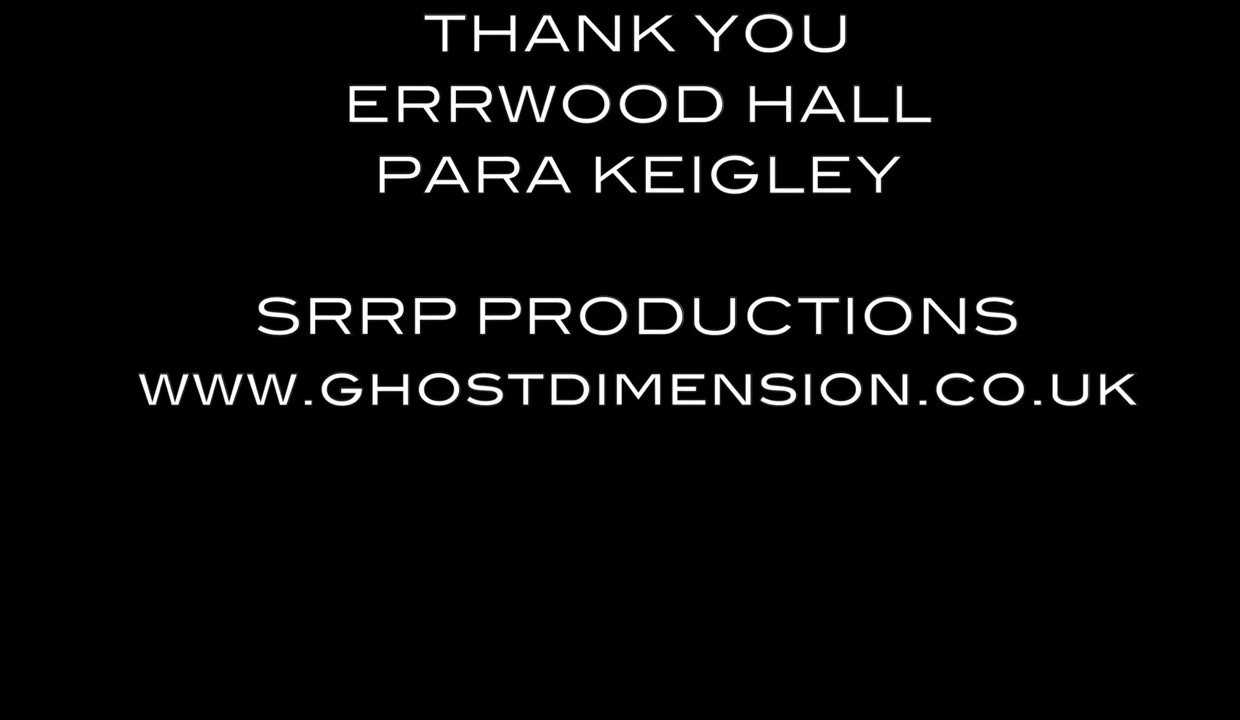 THANK YOU
ERRWOOD HALL
PARA KEIGLEY
SRRP PRODUCTIONS
WWW.GHOSTDIMENSION.CO.UK